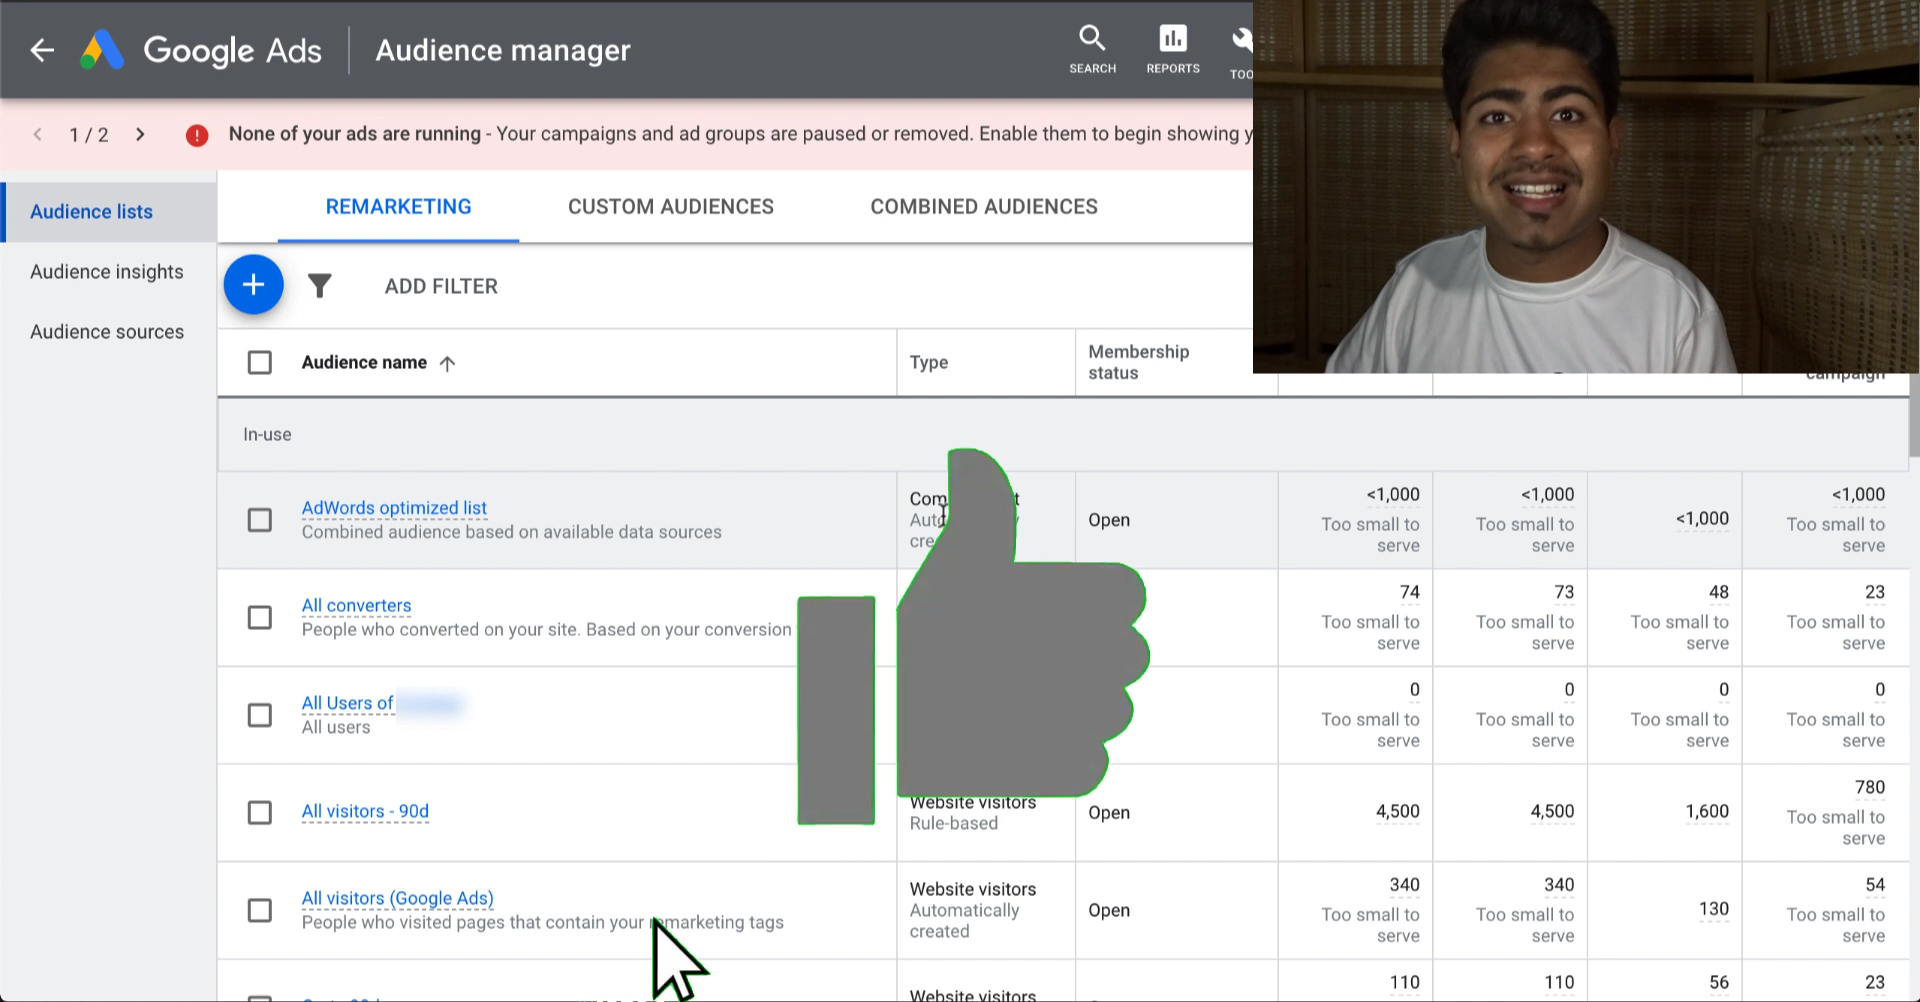 Google Ads
Audience manager
SEARCH
REPORTS
1 / 2
None of your ads are running - Your campaigns and ad groups are paused or removed. Enable them to begin showing
Audience lists
Audience insights
Audience sources
REMARKETING
CUSTOM AUDIENCES
COMBINED AUDIENCES
ADD FILTER
Audience name
Type
Membership
status
campaign
In-use
AdWords optimized list
Combined audience based on available data sources
Open
<1,000
Too small to
serve
<1,000
Too small to
serve
<1,000
<1,000
Too small to
serve
All converters
People who converted on your site. Based on your conversion
74
Too small to
serve
73
Too small to
serve
48
Too small to
serve
23
Too small to
serve
All Users of
All users
0
Too small to
serve
0
Too small to
serve
0
Too small to
serve
0
Too small to
serve
All visitors - 90d
Website visitors
Rule-based
Open
4,500
4,500
1,600
780
Too small to
serve
All visitors (Google Ads)
People who visited pages that contain your remarketing tags
Website visitors
Automatically
created
Open
340
Too small to
serve
340
Too small to
serve
130
54
Too small to
serve
Website visitors
110
110
56
23